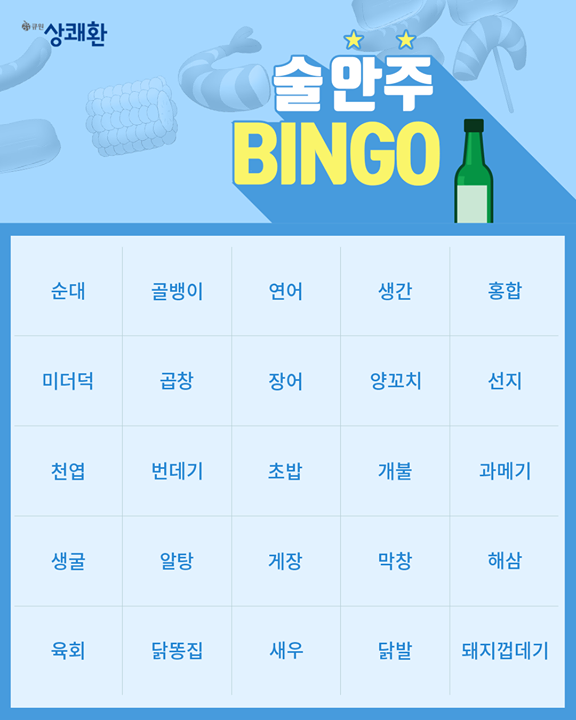 큐원 상쾌환
술안주
BINGO
순대 골뱅이 연어 생간 홍합
미더덕 곱창 장어 양꼬치 선지
천엽 번데기 초밥 개불 과메기
생굴 알탕 게장 막창 해삼
육회 닭똥집 새우 닭발 돼지껍데기